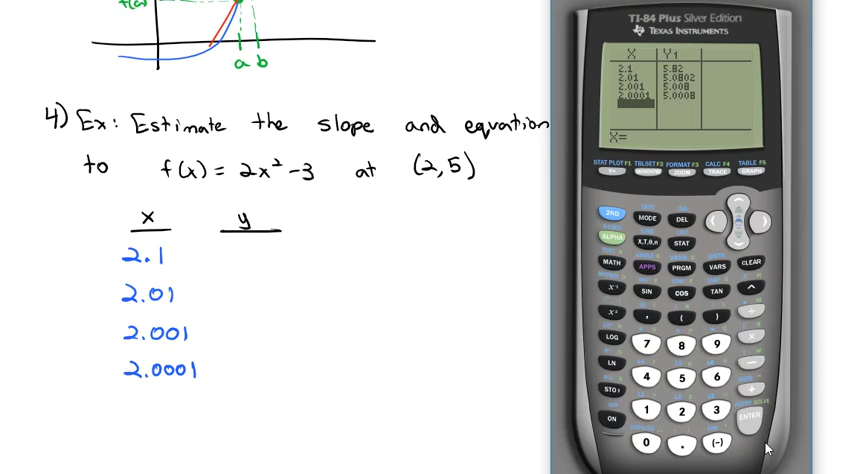 f(a)
a b
4) Ex: Estimate the slope and equation
to f(x) = 2x² - 3 at (2, 5)
x y
2.1
2.01
2.001
2.0001
TI-84 Plus Silver Edition
TEXAS INSTRUMENTS
X Y1
2.1 5.82
2.01 5.0802
2.001 5.008
2.0001 5.0008
X=
STAT PLOT F1 TBLSET F2 FORMAT F3 CALC F4 TABLE F5
Y= WINDOW ZOOM TRACE GRAPH
2ND MODE DEL
ALPHA X,T,θ,n STAT
MATH APPS PRGM VARS CLEAR
x⁻¹ SIN COS TAN ^
x² , ( ) ÷
LOG 7 8 9 ×
LN 4 5 6 −
STO› 1 2 3 +
ON 0 . (-) ENTER